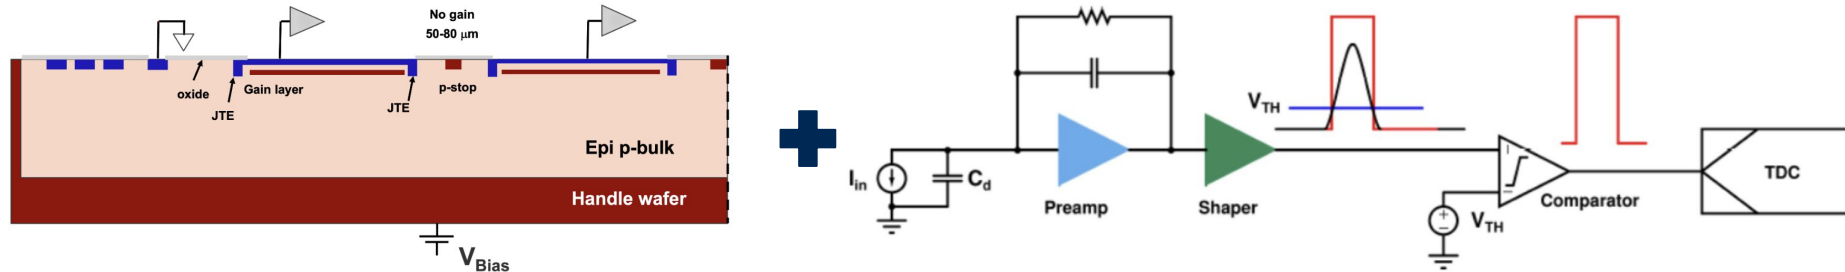 No gain
50-80 μm
oxide
JTE
Gain layer
JTE
p-stop
Epi p-bulk
Handle wafer
VBias
Iin
Cd
Preamp
Shaper
VTH
VTH
Comparator
TDC